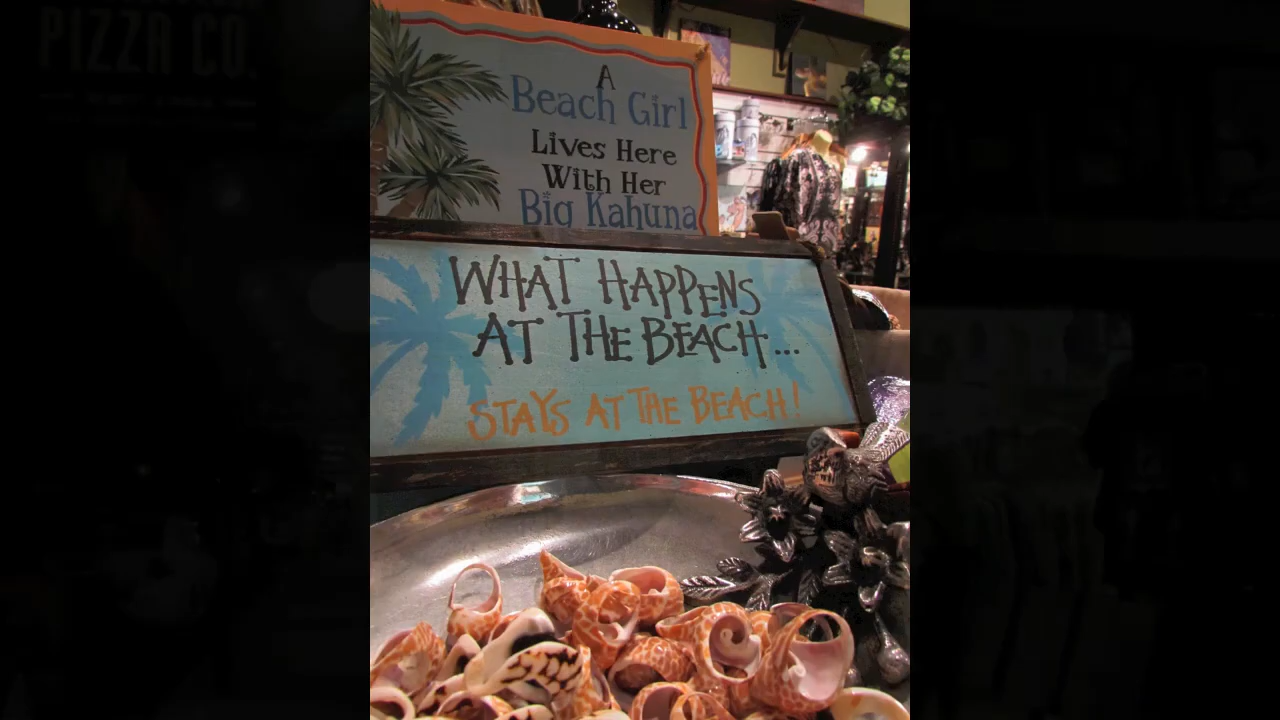 PIZZA CO.
A
Beach Girl
Lives Here
With Her
Big Kahuna
WHAT HAPPENS
AT THE BEACH...
STAYS AT THE BEACH!